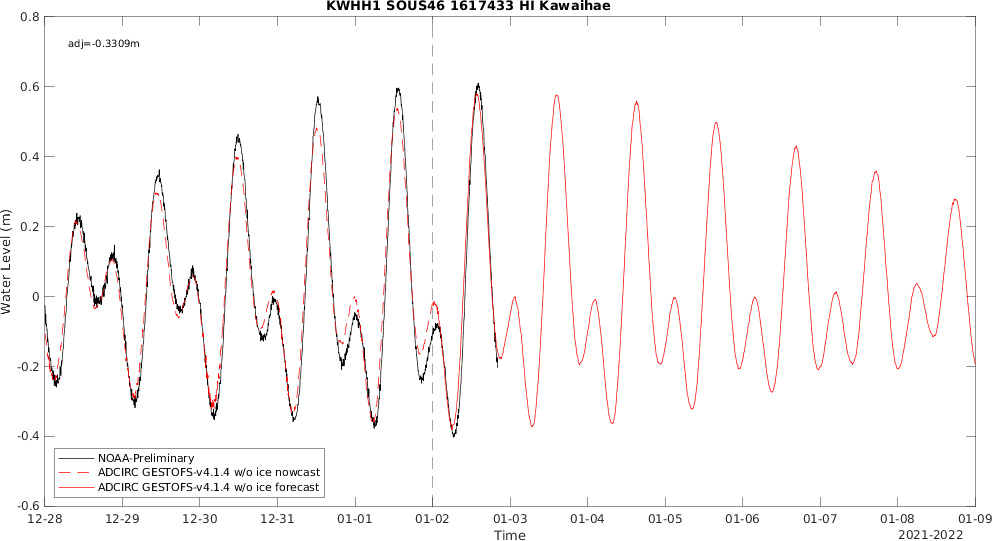 KWHH1 SOUS46 1617433 HI Kawaihae
adj=-0.3309m
Water Level (m)
0.8
0.6
0.4
0.2
0
-0.2
-0.4
-0.6
NOAA-Preliminary
ADCIRC GESTOFS-v4.1.4 w/o ice nowcast
ADCIRC GESTOFS-v4.1.4 w/o ice forecast
12-28 12-29 12-30 12-31 01-01 01-02 01-03 01-04 01-05 01-06 01-07 01-08 01-09
Time
2021-2022